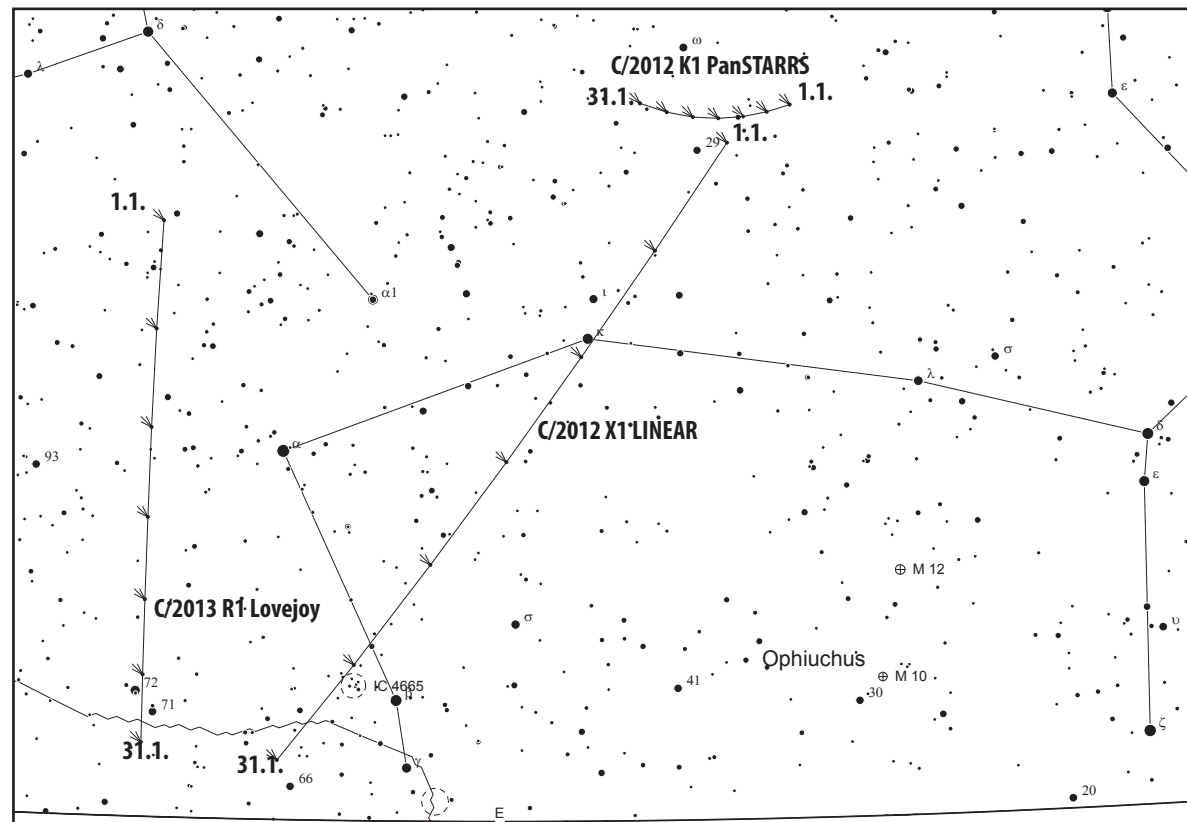 δ
ω
λ
C/2012 K1 PanSTARRS
ε
31.1.
1.1.
1.1.
29
1.1.
α1
ι
κ
σ
λ
C/2012 X1 LINEAR
δ
α
93
ε
M 12
C/2013 R1 Lovejoy
σ
υ
Ophiuchus
72
IC 4665
41
M 10
β
30
71
ζ
31.1.
31.1.
γ
66
20
E